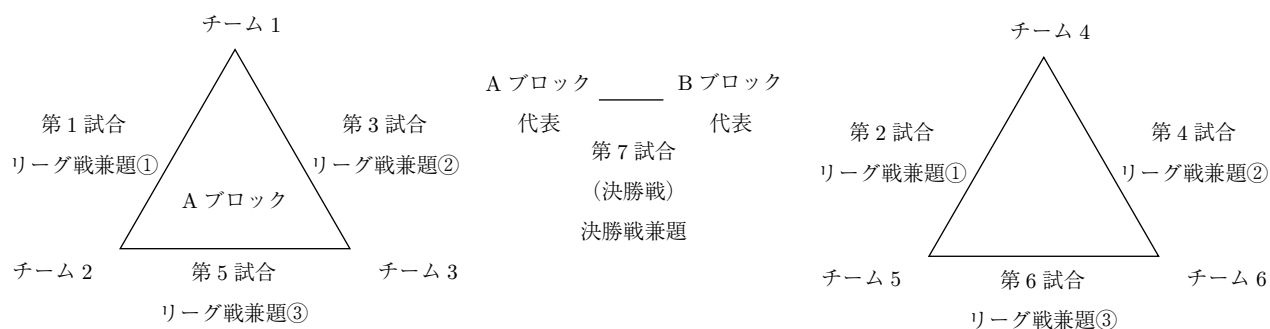 チーム 1
第 1 試合
リーグ戦兼題①
第 3 試合
リーグ戦兼題②
A ブロック
チーム 2
第 5 試合
リーグ戦兼題③
チーム 3
A ブロック
代表
B ブロック
代表
第 7 試合
（決勝戦）
決勝戦兼題
チーム 4
第 2 試合
リーグ戦兼題①
第 4 試合
リーグ戦兼題②
チーム 5
第 6 試合
リーグ戦兼題③
チーム 6